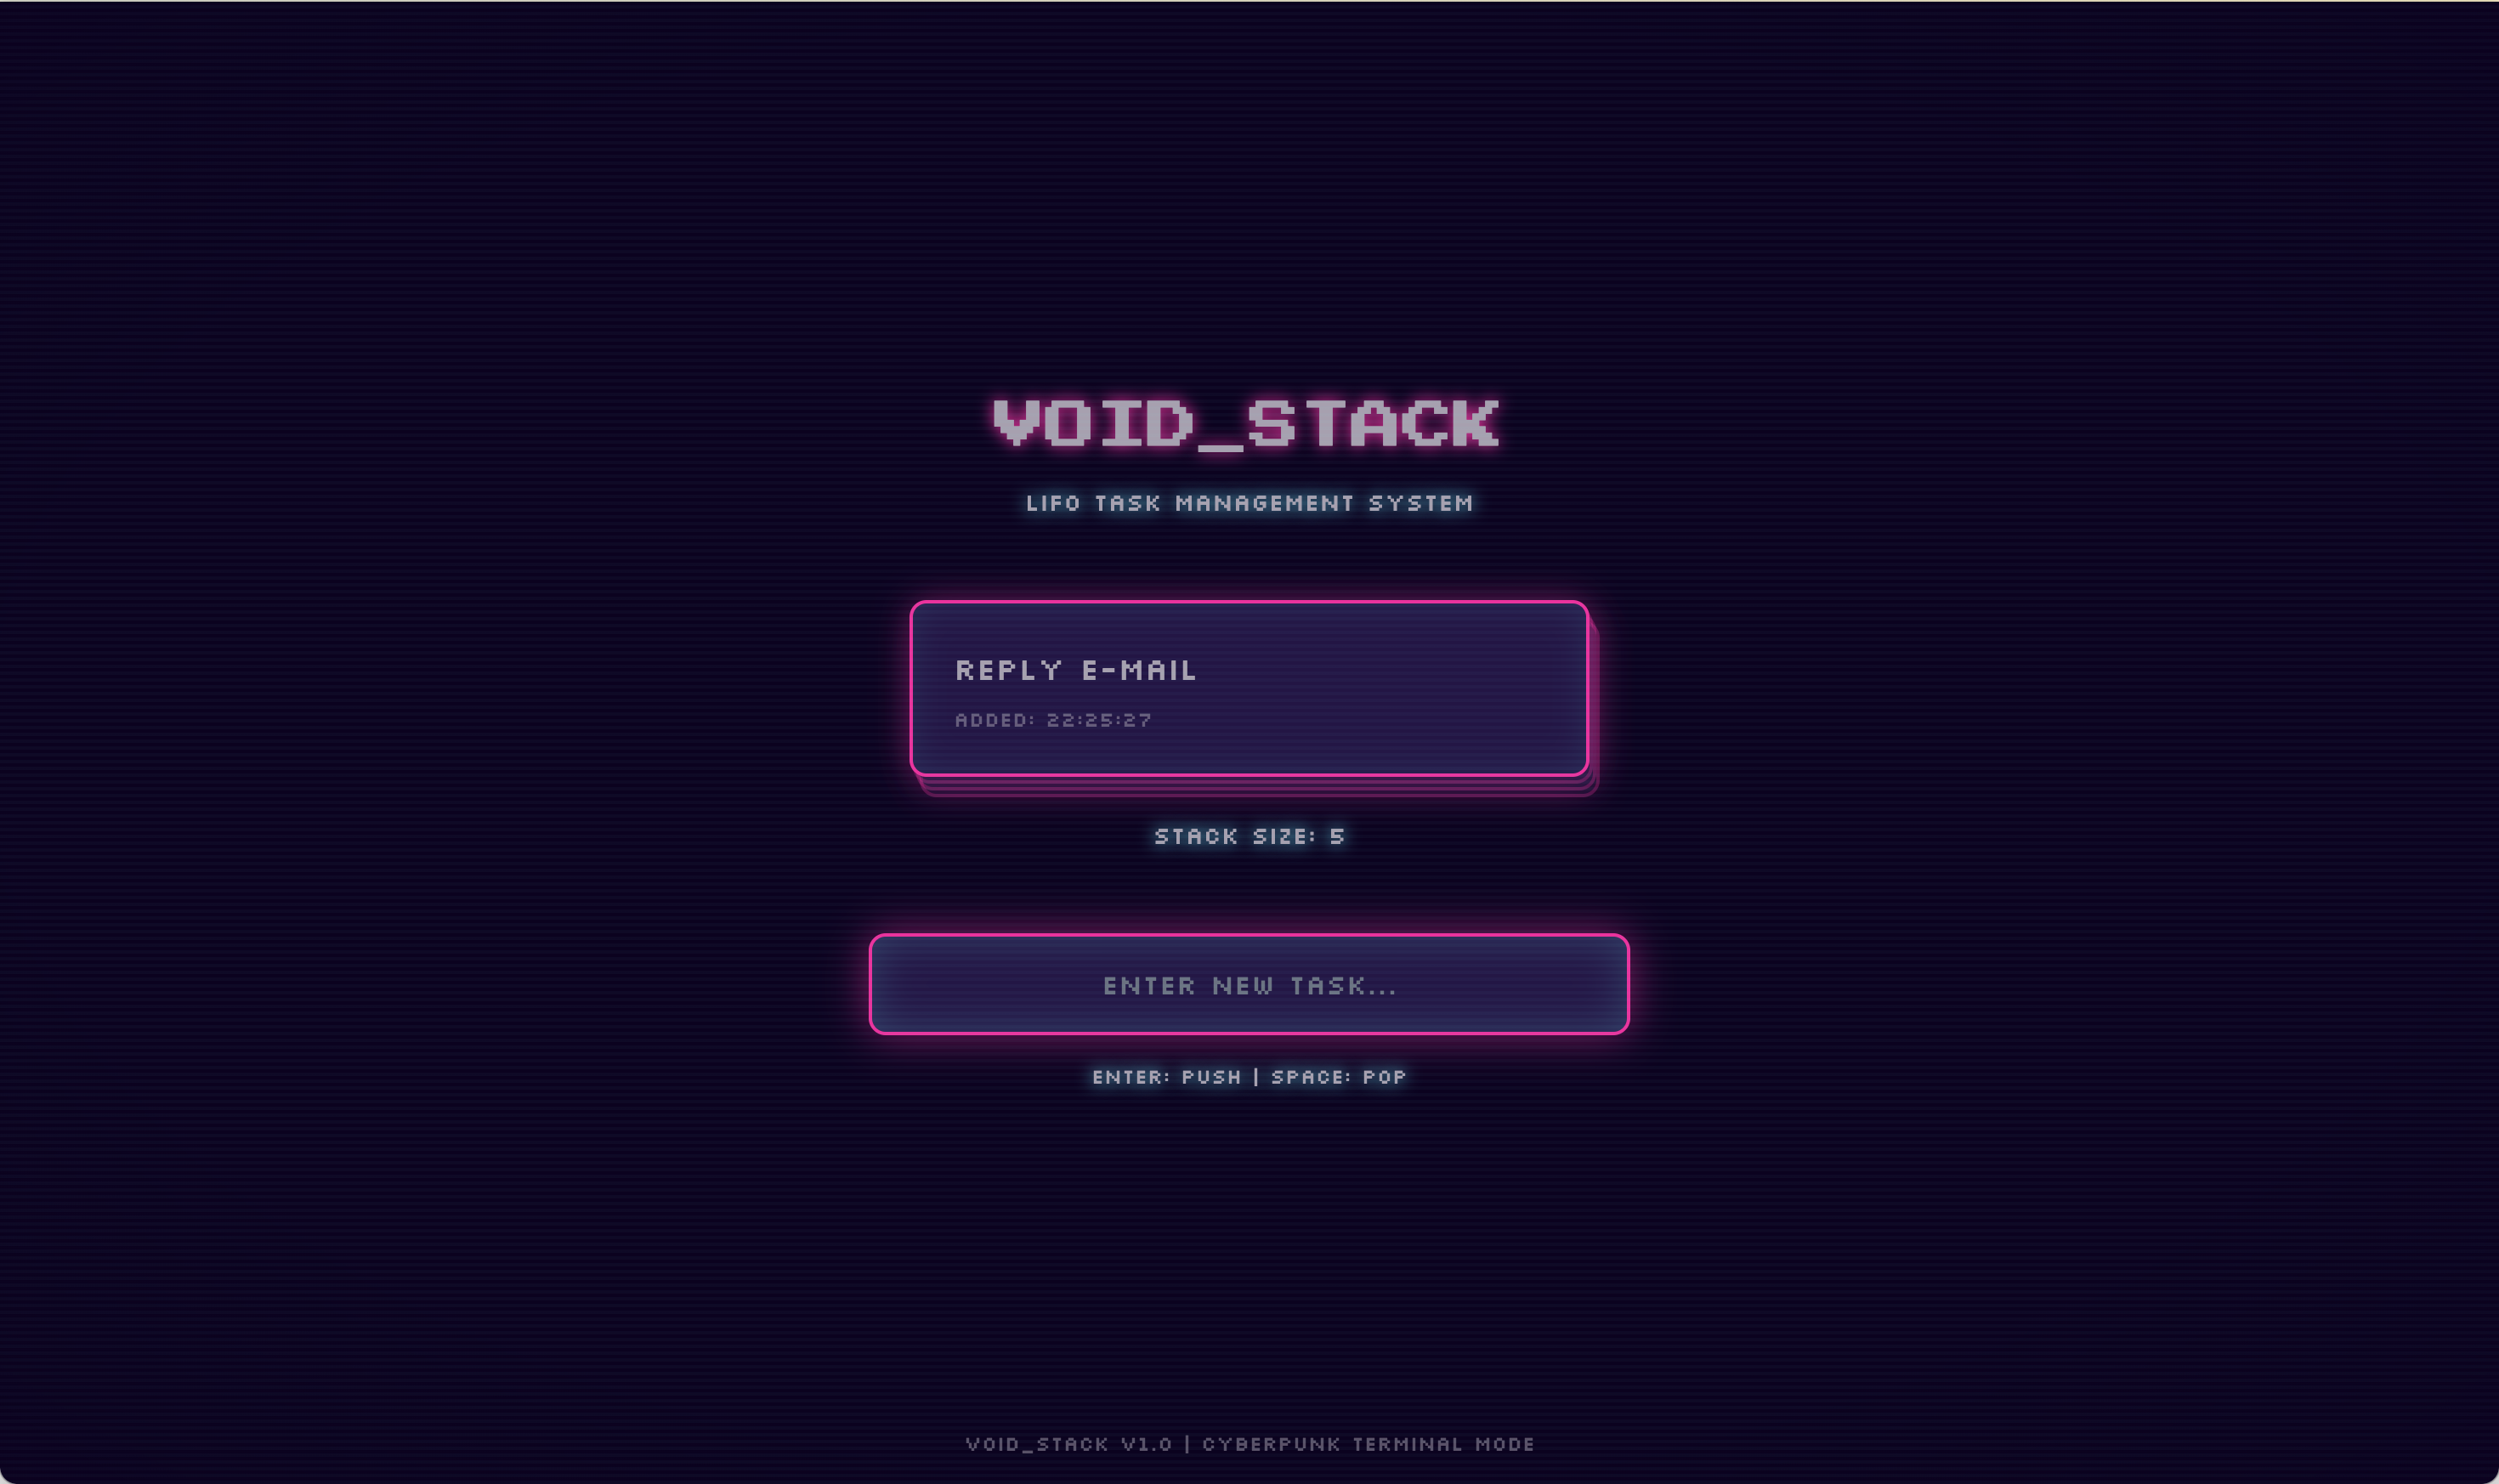 VOID_STACK
LIFO TASK MANAGEMENT SYSTEM
REPLY E-MAIL
ADDED: 22:25:27
STACK SIZE: 5
ENTER NEW TASK...
ENTER: PUSH | SPACE: POP
VOID_STACK V1.0 | CYBERPUNK TERMINAL MODE